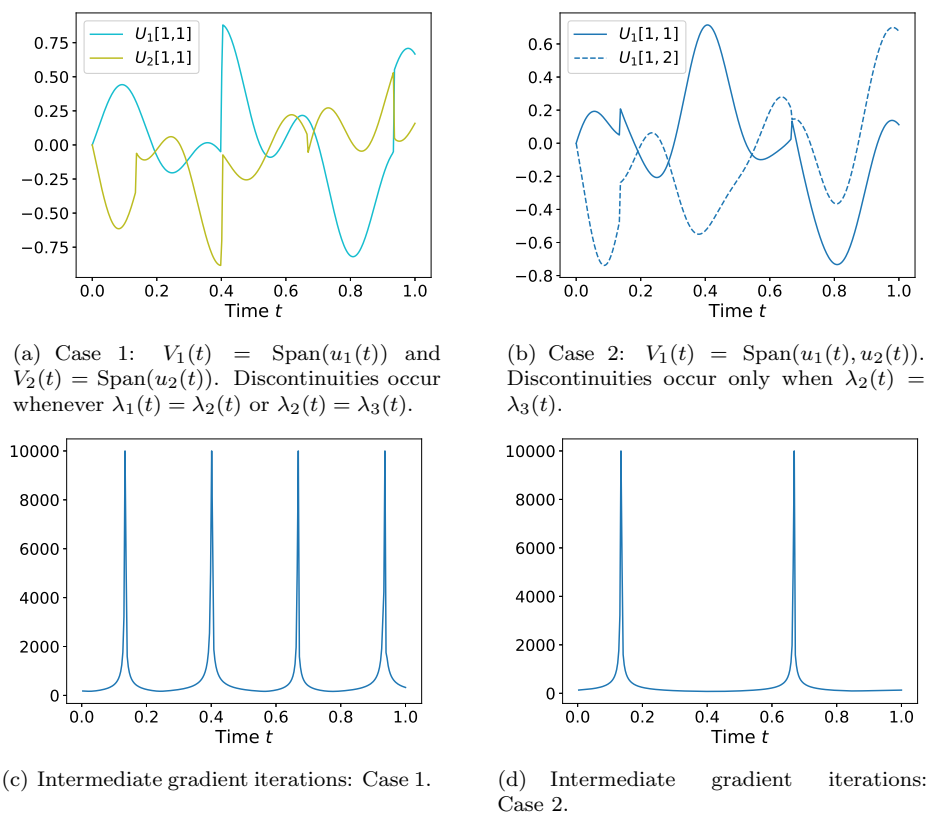 U₁[1,1]
U₂[1,1]
0.75
0.50
0.25
0.00
−0.25
−0.50
−0.75
0.0 0.2 0.4 0.6 0.8 1.0
Time t
U₁[1, 1]
U₁[1, 2]
0.6
0.4
0.2
0.0
−0.2
−0.4
−0.6
−0.8
0.0 0.2 0.4 0.6 0.8 1.0
Time t
(a) Case 1: V₁(t) = Span(u₁(t)) and
V₂(t) = Span(u₂(t)). Discontinuities occur
whenever λ₁(t) = λ₂(t) or λ₂(t) = λ₃(t).
(b) Case 2: V₁(t) = Span(u₁(t), u₂(t)).
Discontinuities occur only when λ₂(t) =
λ₃(t).
10000
8000
6000
4000
2000
0
0.0 0.2 0.4 0.6 0.8 1.0
Time t
10000
8000
6000
4000
2000
0
0.0 0.2 0.4 0.6 0.8 1.0
Time t
(c) Intermediate gradient iterations: Case 1.
(d) Intermediate gradient iterations:
Case 2.